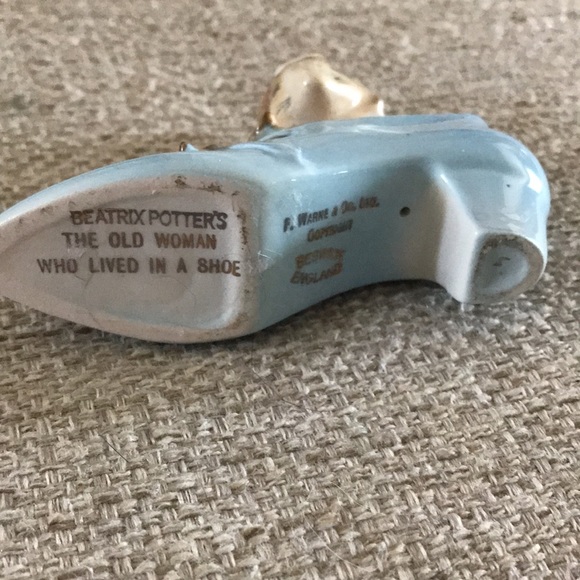 BEATRIX POTTER'S
THE OLD WOMAN
WHO LIVED IN A SHOE
F. WARNE & CO. LTD.
COPYRIGHT
BESWICK
ENGLAND